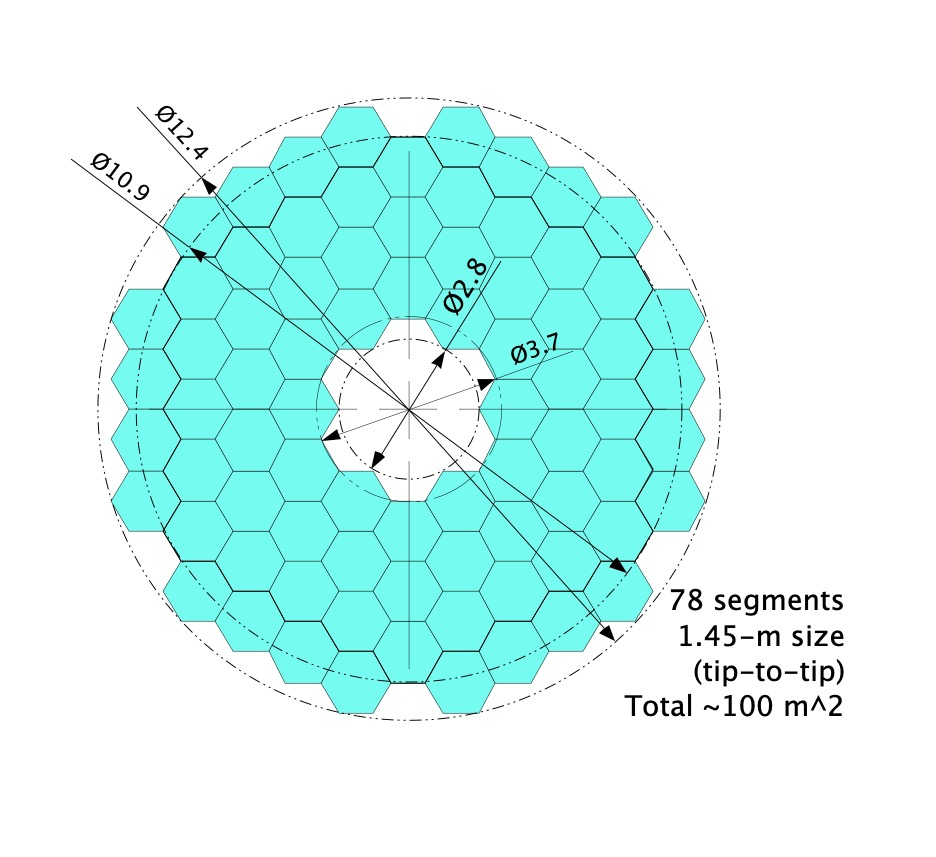 Ø12.4
Ø10.9
Ø2.8
Ø3.7
78 segments
1.45-m size
(tip-to-tip)
Total ~100 m^2